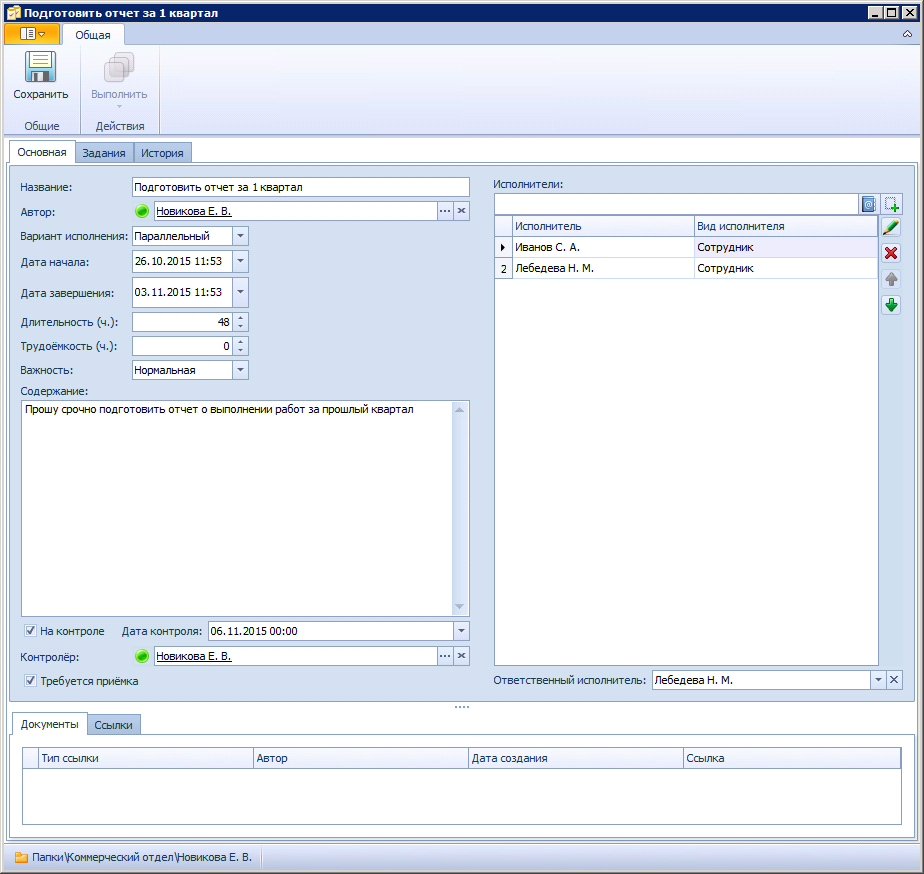 Подготовить отчет за 1 квартал
Общая
Сохранить
Выполнить
Общие
Действия
Основная Задания История
Название: Подготовить отчет за 1 квартал
Автор: Новикова Е. В.
Вариант исполнения: Параллельный
Дата начала: 26.10.2015 11:53
Дата завершения: 03.11.2015 11:53
Длительность (ч.): 48
Трудоёмкость (ч.): 0
Важность: Нормальная
Содержание:
Прошу срочно подготовить отчет о выполнении работ за прошлый квартал
На контроле Дата контроля: 06.11.2015 00:00
Контролёр: Новикова Е. В.
Требуется приёмка
Исполнители:
Исполнитель Вид исполнителя
Иванов С. А. Сотрудник
2 Лебедева Н. М. Сотрудник
Ответственный исполнитель: Лебедева Н. М.
Документы Ссылки
Тип ссылки Автор Дата создания Ссылка
Папки\Коммерческий отдел\Новикова Е. В.